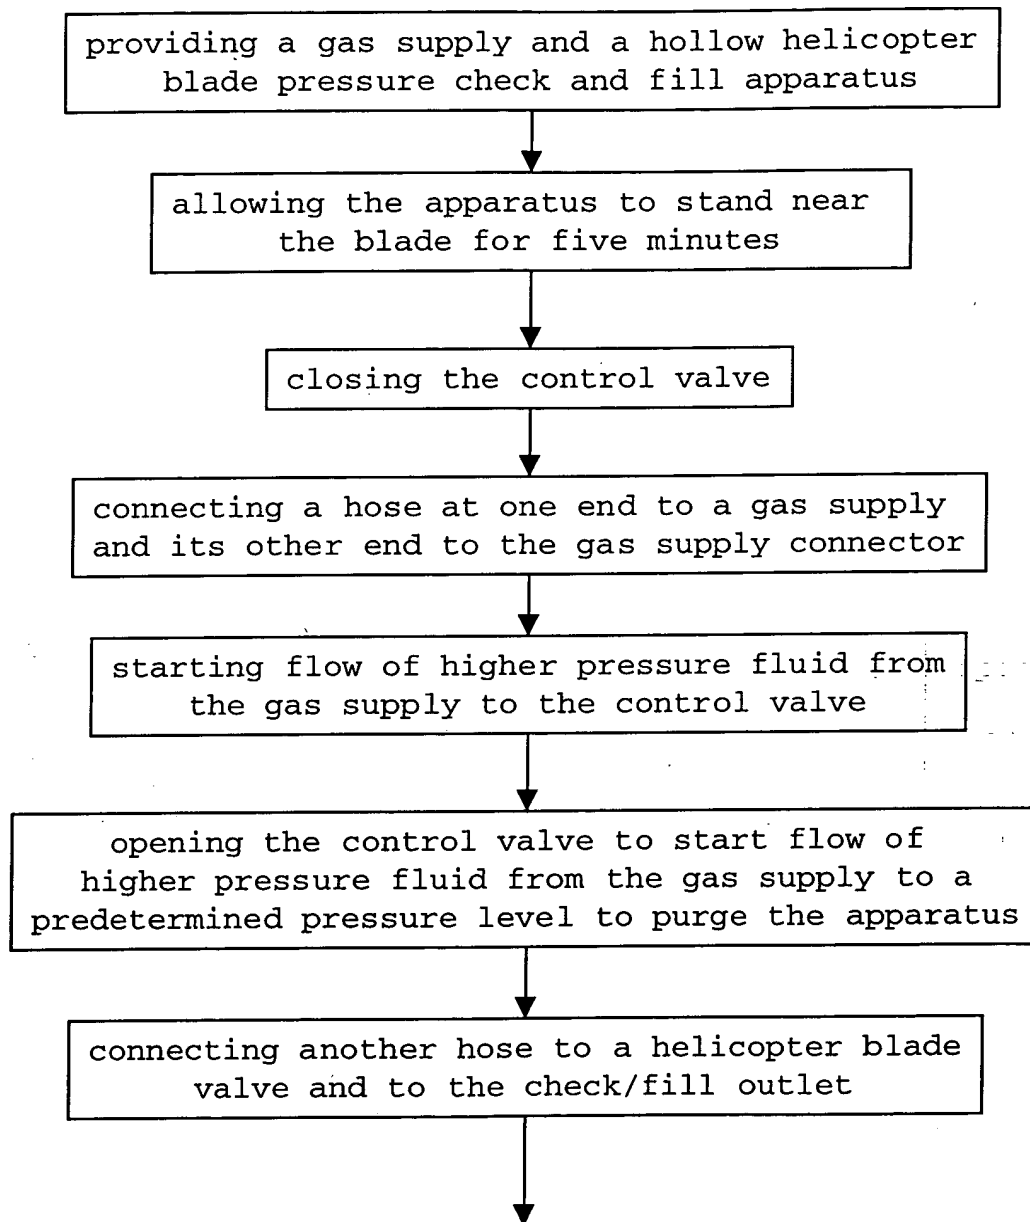 providing a gas supply and a hollow helicopter
blade pressure check and fill apparatus
allowing the apparatus to stand near
the blade for five minutes
closing the control valve
connecting a hose at one end to a gas supply
and its other end to the gas supply connector
starting flow of higher pressure fluid from
the gas supply to the control valve
opening the control valve to start flow of
higher pressure fluid from the gas supply to a
predetermined pressure level to purge the apparatus
connecting another hose to a helicopter blade
valve and to the check/fill outlet